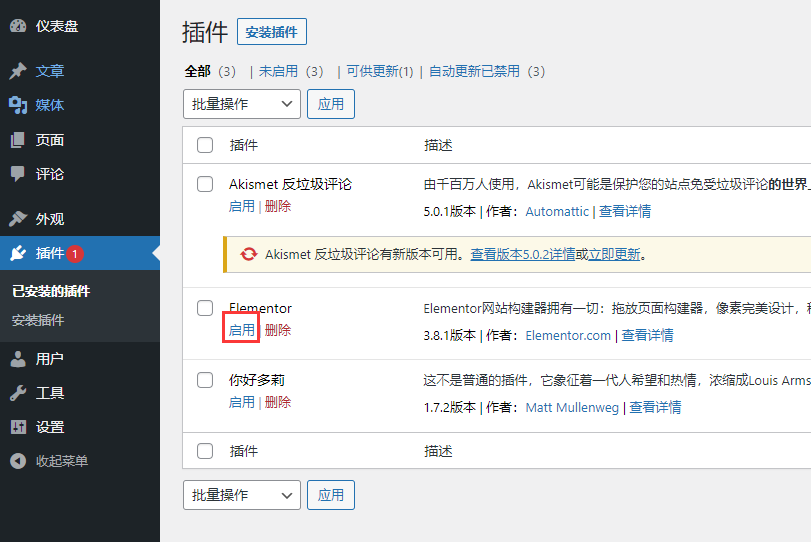 仪表盘
文章
媒体
页面
评论
外观
插件 1
已安装的插件
安装插件
用户
工具
设置
收起菜单
插件 安装插件
全部 (3) | 未启用 (3) | 可供更新(1) | 自动更新已禁用 (3)
批量操作 应用
插件 描述
Akismet 反垃圾评论 由千百万人使用，Akismet可能是保护您的站点免受垃圾评论的世界
启用 | 删除 5.0.1版本 | 作者：Automattic | 查看详情
Akismet 反垃圾评论有新版本可用。查看版本5.0.2详情或立即更新。
Elementor Elementor网站构建器拥有一切：拖放页面构建器，像素完美设计，
启用 | 删除 3.8.1版本 | 作者：Elementor.com | 查看详情
你好多莉 这不是普通的插件，它象征着一代人希望和热情，浓缩成Louis Arms
启用 | 删除 1.7.2版本 | 作者：Matt Mullenweg | 查看详情
插件 描述
批量操作 应用